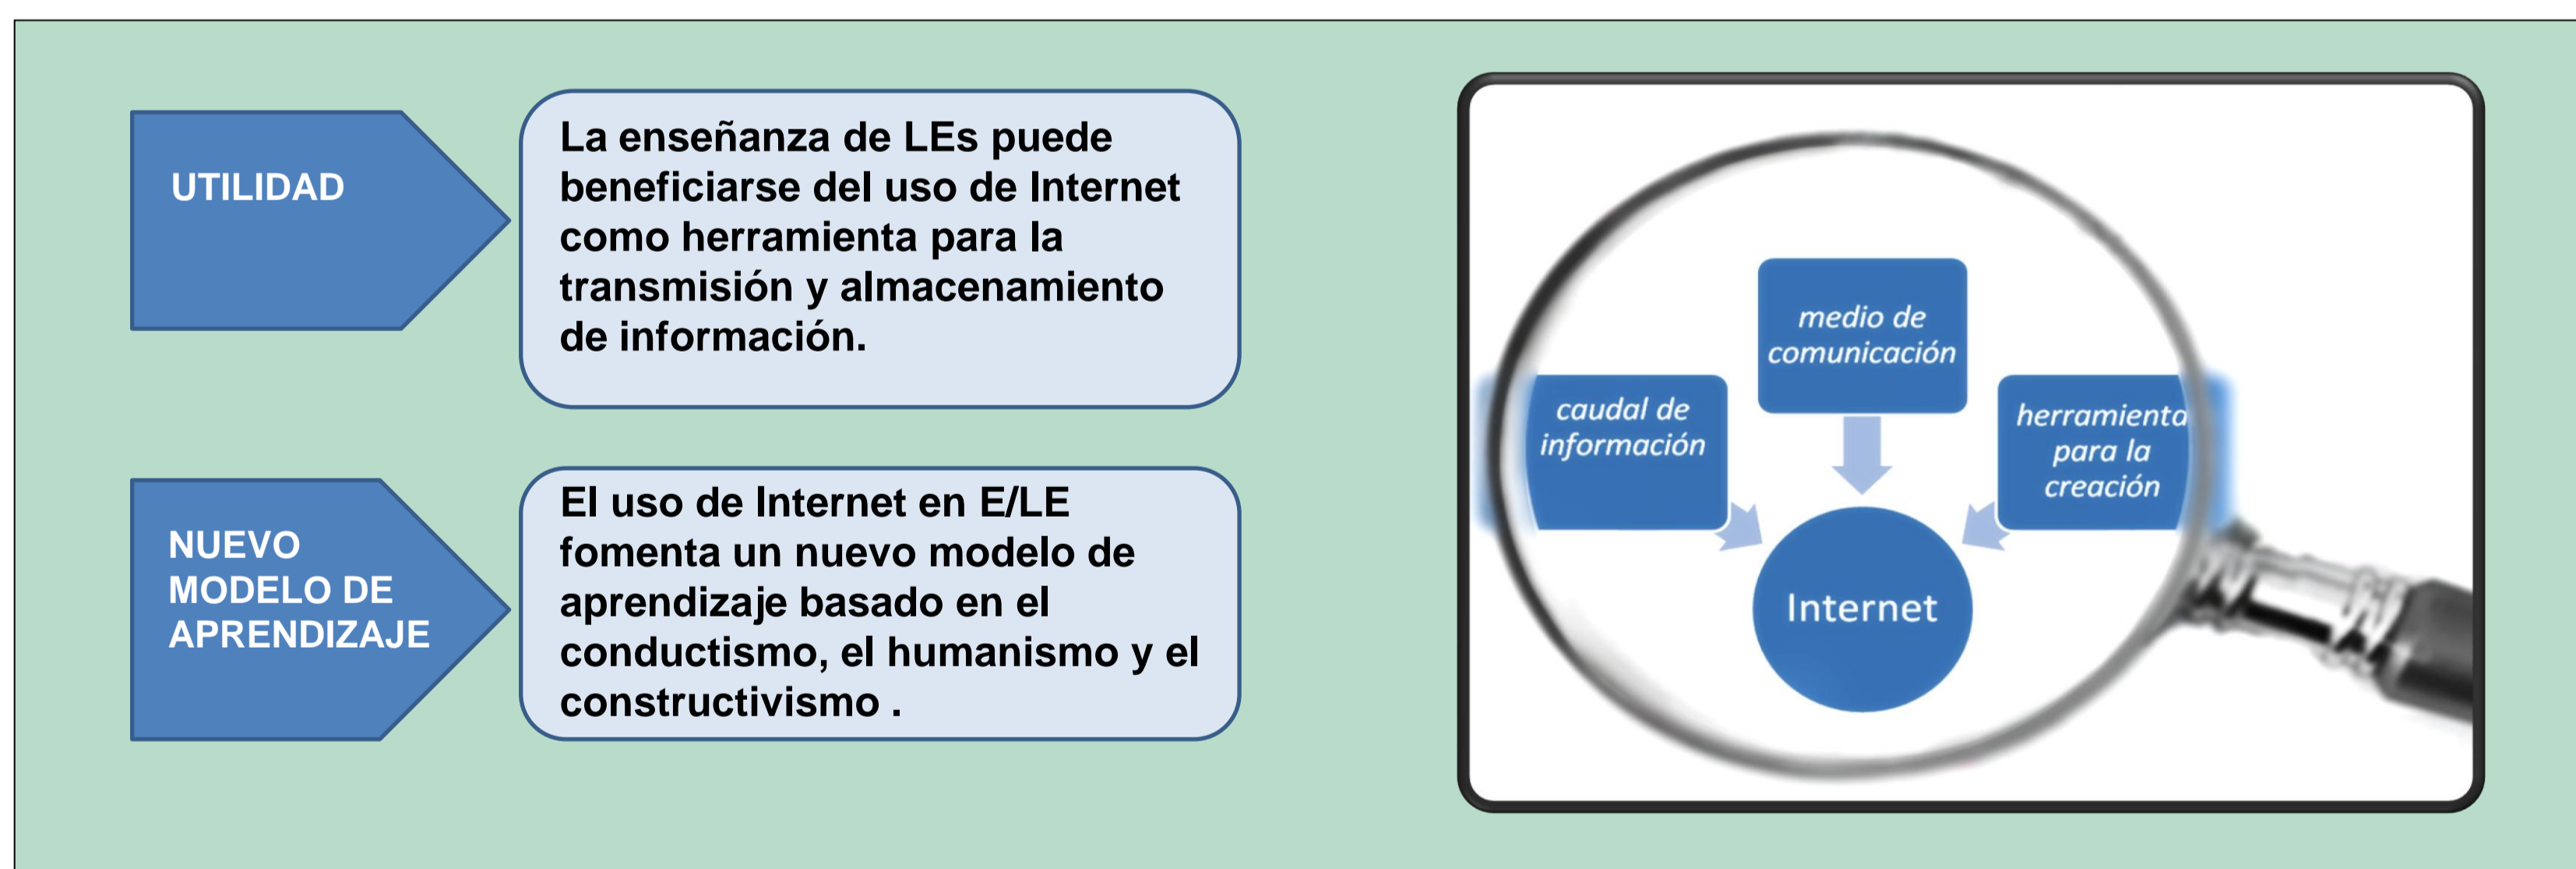 UTILIDAD
La enseñanza de LEs puede
beneficiarse del uso de Internet
como herramienta para la
transmisión y almacenamiento
de información.
NUEVO
MODELO DE
APRENDIZAJE
El uso de Internet en E/LE
fomenta un nuevo modelo de
aprendizaje basado en el
conductismo, el humanismo y el
constructivismo .
medio de
comunicación
caudal de
información
herramienta
para la
creación
Internet